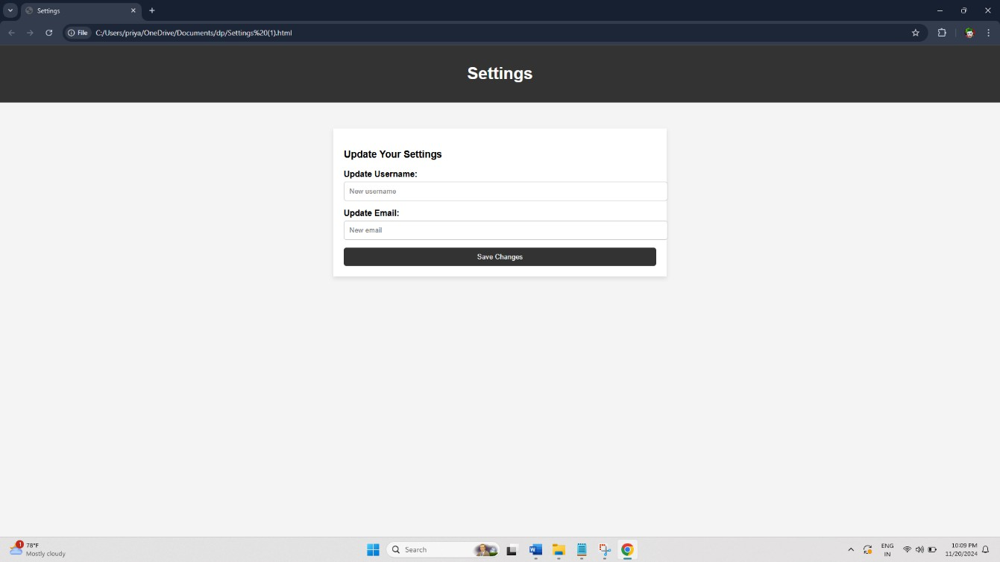 Settings
File
C:/Users/priya/OneDrive/Documents/dp/Settings%20(1).html
Settings
Update Your Settings
Update Username:
New username
Update Email:
New email
Save Changes
1
78°F
Mostly cloudy
Search
ENG
IN
10:09 PM
11/20/2024